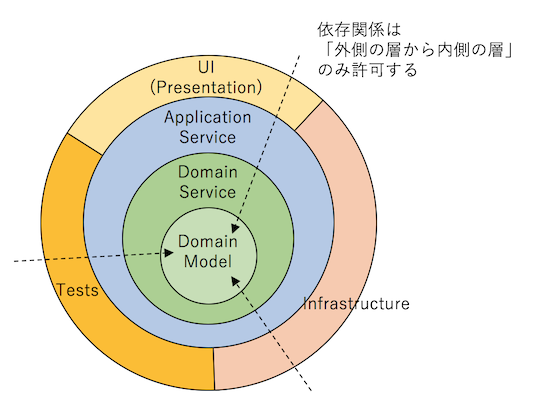 依存関係は
「外側の層から内側の層」
のみ許可する
UI
(Presentation)
Application
Service
Domain
Service
Domain
Model
Tests
Infrastructure